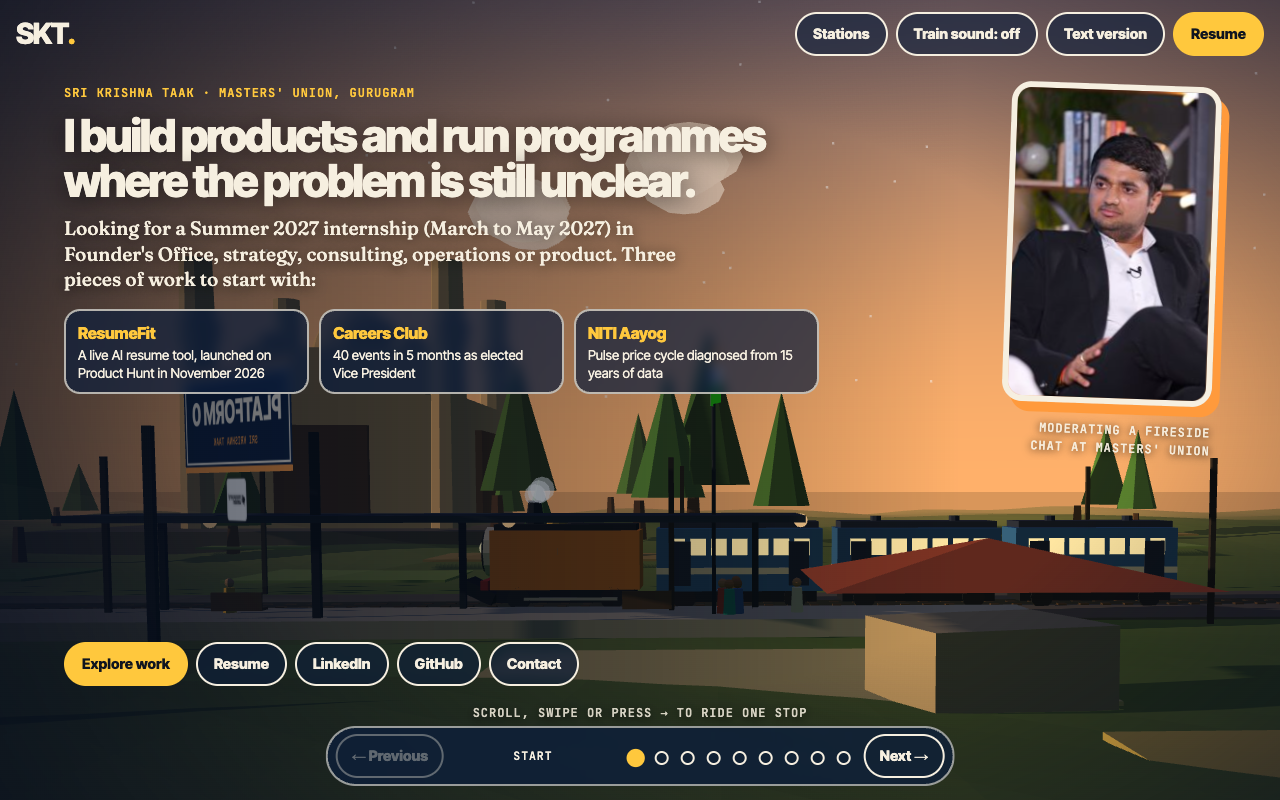 SKT.
Stations
Train sound: off
Text version
Resume
SRI KRISHNA TAAK · MASTERS' UNION, GURUGRAM
I build products and run programmes
where the problem is still unclear.
Looking for a Summer 2027 internship (March to May 2027) in
Founder's Office, strategy, consulting, operations or product. Three
pieces of work to start with:
ResumeFit
A live AI resume tool, launched on
Product Hunt in November 2026
Careers Club
40 events in 5 months as elected
Vice President
NITI Aayog
Pulse price cycle diagnosed from 15
years of data
PLATFORM 0
SRI KRISHNA TAAK
MODERATING A FIRESIDE
CHAT AT MASTERS' UNION
Explore work
Resume
LinkedIn
GitHub
Contact
SCROLL, SWIPE OR PRESS → TO RIDE ONE STOP
← Previous
START
Next →